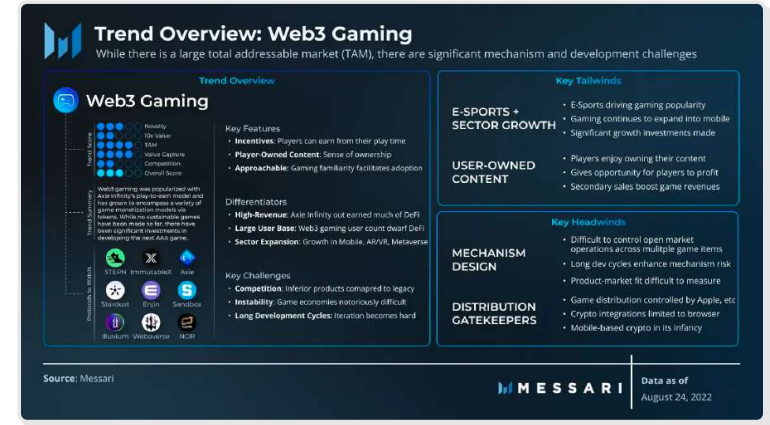 Trend Overview: Web3 Gaming
While there is a large total addressable market (TAM), there are significant mechanism and development challenges
Trend Overview
Web3 Gaming
Trend Score
Novelty
10x Value
TAM
Value Capture
Competition
Overall Score
Trend Summary
Web3 gaming was popularized with
Axie Infinity's play-to-earn model and
has grown to encompass a variety of
game monetization models via
tokens. While no sustainable games
have been made so far, there have
been significant investments in
developing the next AAA game.
Protocols to Watch
STEPN
ImmutableX
Axie
Stardust
Enjin
Sandbox
Illuvium
Webaverse
NOR
Key Features
• Incentives: Players can earn from their play time
• Player-Owned Content: Sense of ownership
• Approachable: Gaming familiarity facilitates adoption
Differentiators
• High-Revenue: Axie Infinity out earned much of DeFi
• Large User Base: Web3 gaming user count dwarf DeFi
• Sector Expansion: Growth in Mobile, AR/VR, Metaverse
Key Challenges
• Competition: Inferior products comapred to legacy
• Instability: Game economies notoriously difficult
• Long Development Cycles: Iteration becomes hard
Key Tailwinds
E-SPORTS +
SECTOR GROWTH
• E-Sports driving gaming popularity
• Gaming continues to expand into mobile
• Significant growth investments made
USER-OWNED
CONTENT
• Players enjoy owning their content
• Gives opportunity for players to profit
• Secondary sales boost game revenues
Key Headwinds
MECHANISM
DESIGN
• Difficult to control open market
operations across mulitple game items
• Long dev cycles enhance mechanism risk
• Product-market fit difficult to measure
DISTRIBUTION
GATEKEEPERS
• Game distribution controlled by Apple, etc
• Crypto integrations limited to browser
• Mobile-based crypto in its infancy
Source: Messari
MESSARI
Data as of
August 24, 2022